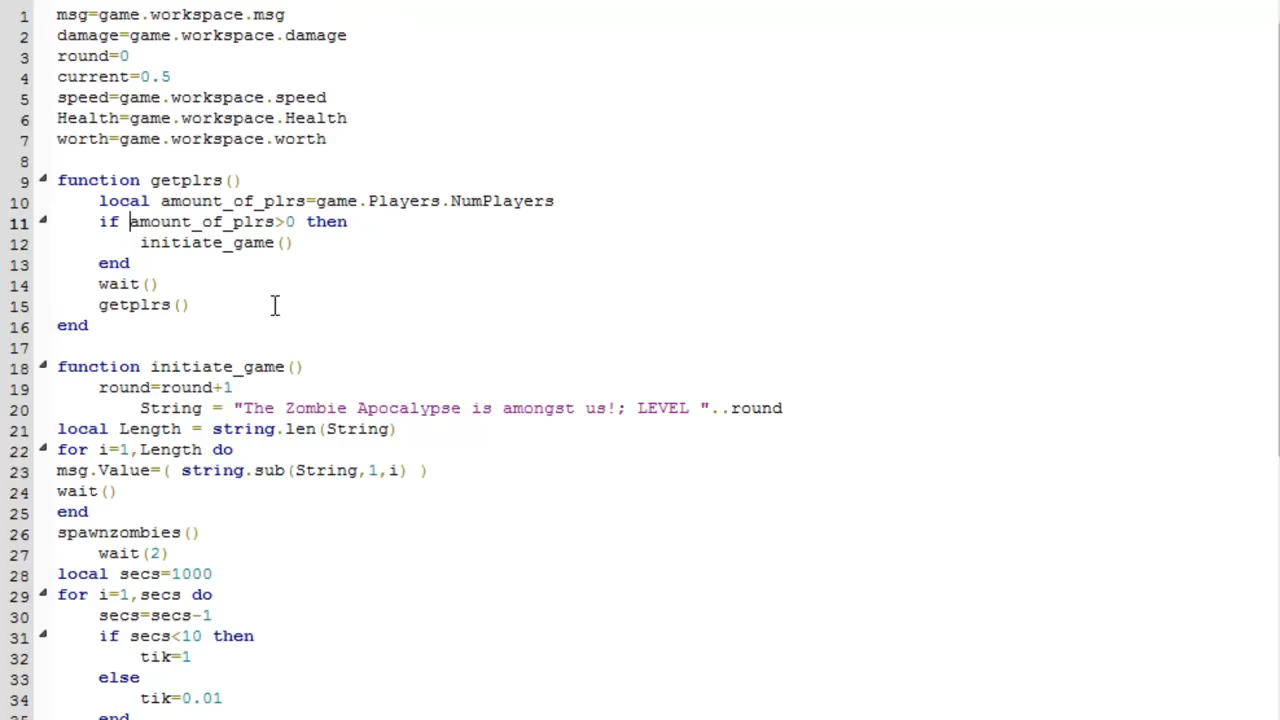 1 msg=game.workspace.msg
2 damage=game.workspace.damage
3 round=0
4 current=0.5
5 speed=game.workspace.speed
6 Health=game.workspace.Health
7 worth=game.workspace.worth
8
9 function getplrs()
10 local amount_of_plrs=game.Players.NumPlayers
11 if amount_of_plrs>0 then
12 initiate_game()
13 end
14 wait()
15 getplrs()
16 end
17
18 function initiate_game()
19 round=round+1
20 String = "The Zombie Apocalypse is amongst us!; LEVEL "..round
21 local Length = string.len(String)
22 for i=1,Length do
23 msg.Value=( string.sub(String,1,i) )
24 wait()
25 end
26 spawnzombies()
27 wait(2)
28 local secs=1000
29 for i=1,secs do
30 secs=secs-1
31 if secs<10 then
32 tik=1
33 else
34 tik=0.01
35 end